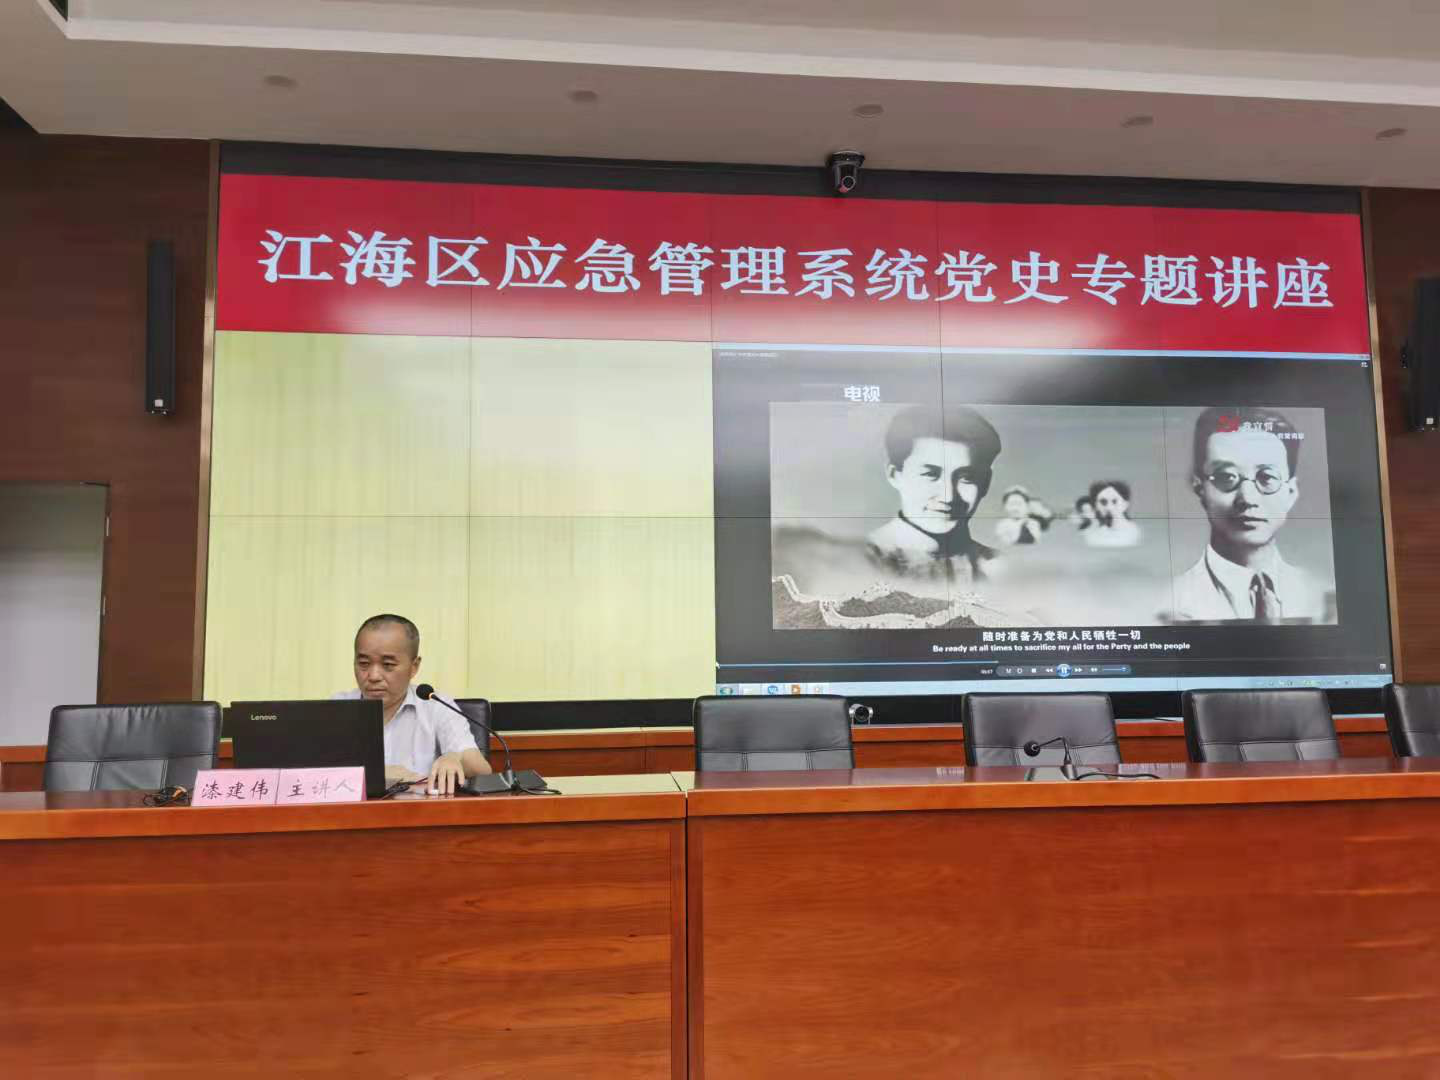 江海区应急管理系统党史专题讲座
电视
随时准备为党和人民牺牲一切
Be ready at all times to sacrifice my all for the Party and the people
Lenovo
漆建伟 主讲人